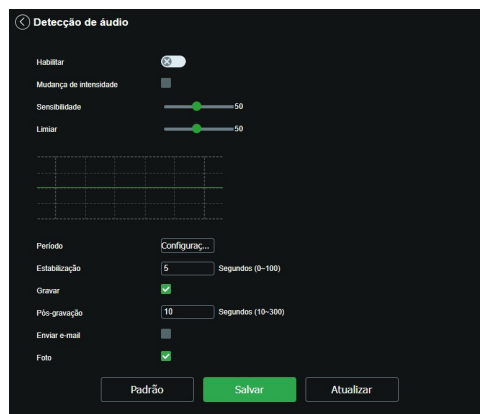 Detecção de áudio
Habilitar
Mudança de intensidade
Sensibilidade 50
Limiar 50
Período Configuraç...
Estabilização 5 Segundos (0~100)
Gravar
Pós-gravação 10 Segundos (10~300)
Enviar e-mail
Foto
Padrão Salvar Atualizar